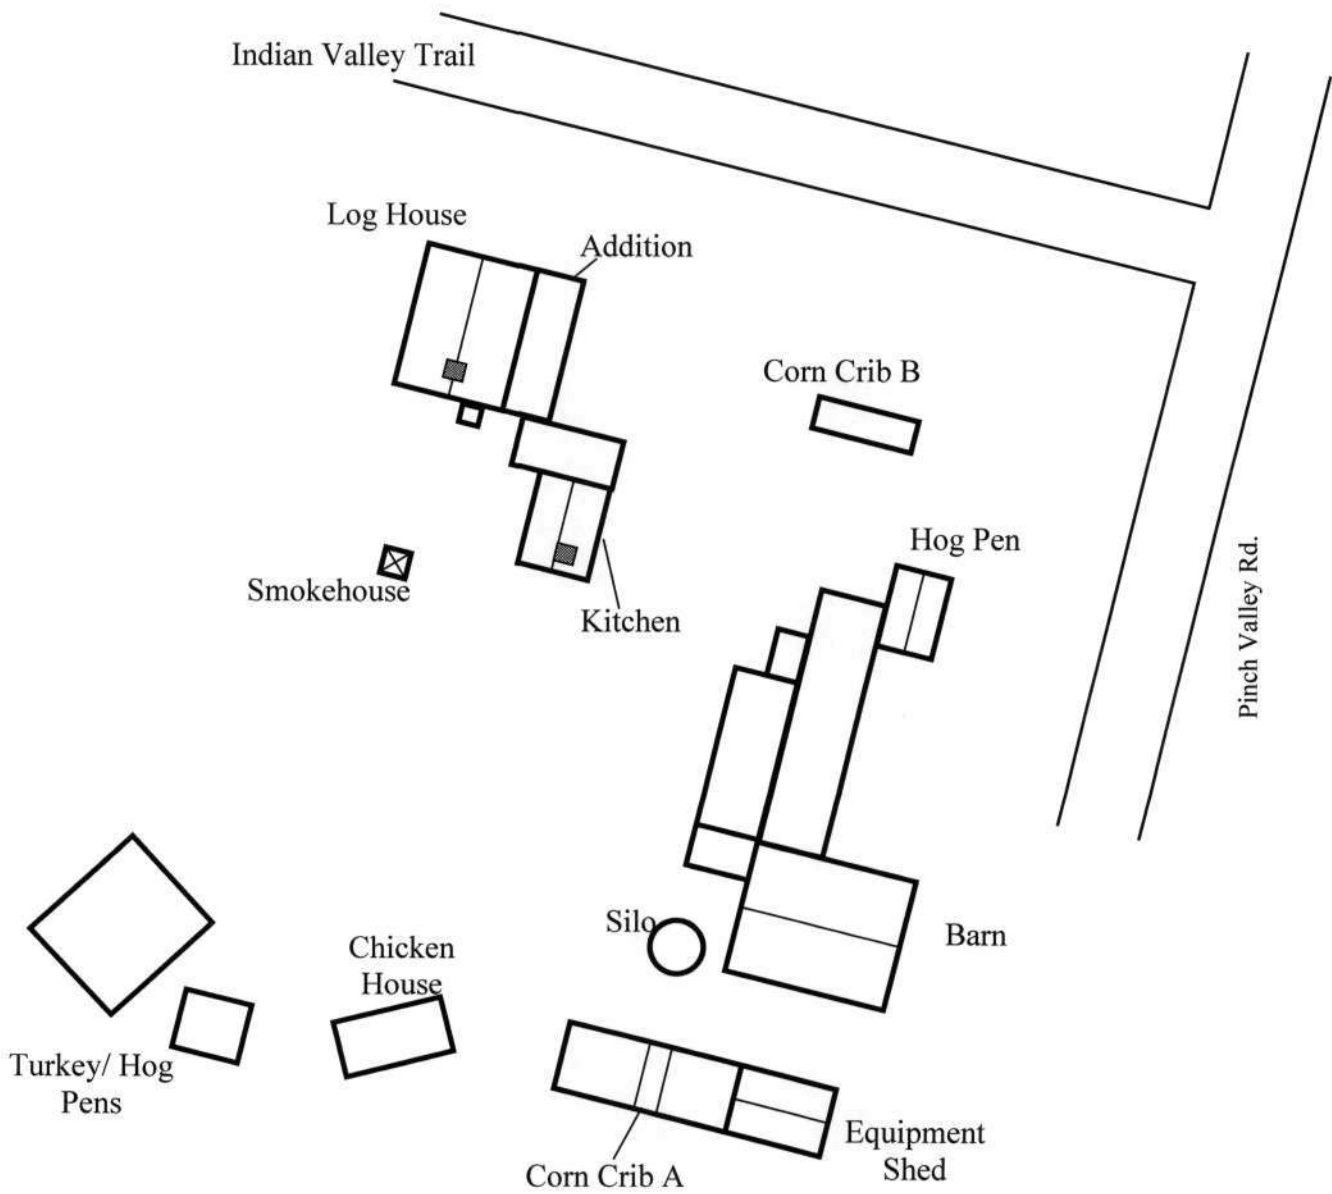 Indian Valley Trail
Log House
Addition
Corn Crib B
Hog Pen
Smokehouse
Kitchen
Pinch Valley Rd.
Silo
Barn
Chicken
House
Turkey/ Hog
Pens
Equipment
Shed
Corn Crib A